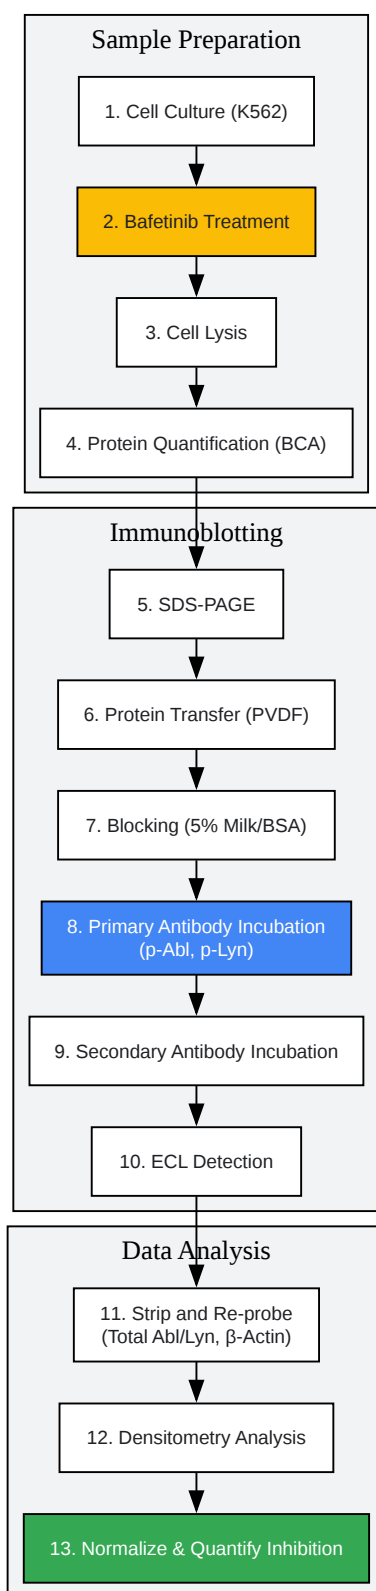 Sample Preparation
1. Cell Culture (K562)
2. Bafetinib Treatment
3. Cell Lysis
4. Protein Quantification (BCA)
Immunoblotting
5. SDS-PAGE
6. Protein Transfer (PVDF)
7. Blocking (5% Milk/BSA)
8. Primary Antibody Incubation
(p-Abl, p-Lyn)
9. Secondary Antibody Incubation
10. ECL Detection
Data Analysis
11. Strip and Re-probe
(Total Abl/Lyn, β-Actin)
12. Densitometry Analysis
13. Normalize & Quantify Inhibition